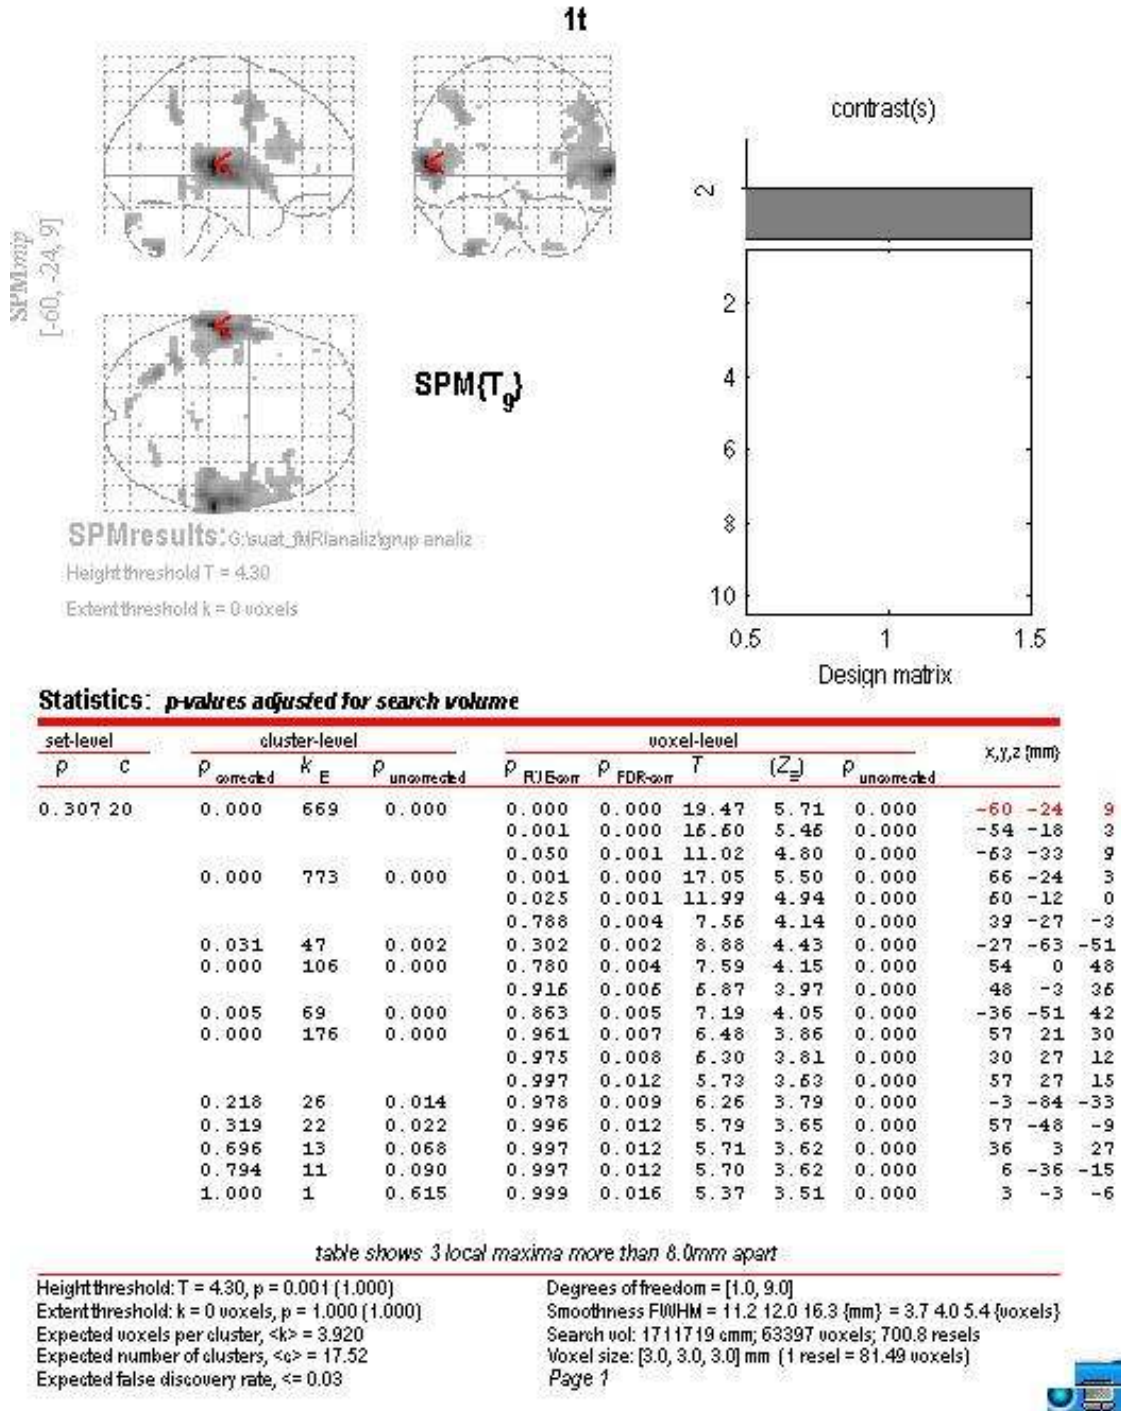 1t
contrast(s)
2
SPMmip
[-60, -24, 9]
2
4
6
8
10
0.5 1 1.5
Design matrix
SPM{T9}
SPMresults: G:\suat_fMRI\analiz\grup analiz
Height threshold T = 4.30
Extent threshold k = 0 voxels
Statistics: p-values adjusted for search volume
set-level cluster-level voxel-level x,y,z {mm}
p c p corrected k E p uncorrected p FWE-corr p FDR-corr T (Z≡) p uncorrected
0.307 20 0.000 669 0.000 0.000 0.000 19.47 5.71 0.000 -60 -24 9
0.001 0.000 16.60 5.46 0.000 -54 -18 3
0.050 0.001 11.02 4.80 0.000 -63 -33 9
0.000 773 0.000 0.001 0.000 17.05 5.50 0.000 66 -24 3
0.025 0.001 11.99 4.94 0.000 60 -12 0
0.788 0.004 7.56 4.14 0.000 39 -27 -3
0.031 47 0.002 0.302 0.002 8.88 4.43 0.000 -27 -63 -51
0.000 106 0.000 0.780 0.004 7.59 4.15 0.000 54 0 48
0.916 0.006 6.87 3.97 0.000 48 -3 36
0.005 69 0.000 0.863 0.005 7.19 4.05 0.000 -36 -51 42
0.000 176 0.000 0.961 0.007 6.48 3.86 0.000 57 21 30
0.975 0.008 6.30 3.81 0.000 30 27 12
0.997 0.012 5.73 3.63 0.000 57 27 15
0.218 26 0.014 0.978 0.009 6.26 3.79 0.000 -3 -84 -33
0.319 22 0.022 0.996 0.012 5.79 3.65 0.000 57 -48 -9
0.696 13 0.068 0.997 0.012 5.71 3.62 0.000 36 3 27
0.794 11 0.090 0.997 0.012 5.70 3.62 0.000 6 -36 -15
1.000 1 0.615 0.999 0.016 5.37 3.51 0.000 3 -3 -6
table shows 3 local maxima more than 8.0mm apart
Height threshold: T = 4.30, p = 0.001 (1.000)
Extent threshold: k = 0 voxels, p = 1.000 (1.000)
Expected voxels per cluster, <k> = 3.920
Expected number of clusters, <c> = 17.52
Expected false discovery rate, <= 0.03
Degrees of freedom = [1.0, 9.0]
Smoothness FWHM = 11.2 12.0 16.3 {mm} = 3.7 4.0 5.4 {voxels}
Search vol: 1711719 cmm; 63397 voxels; 700.8 resels
Voxel size: [3.0, 3.0, 3.0] mm (1 resel = 81.49 voxels)
Page 1